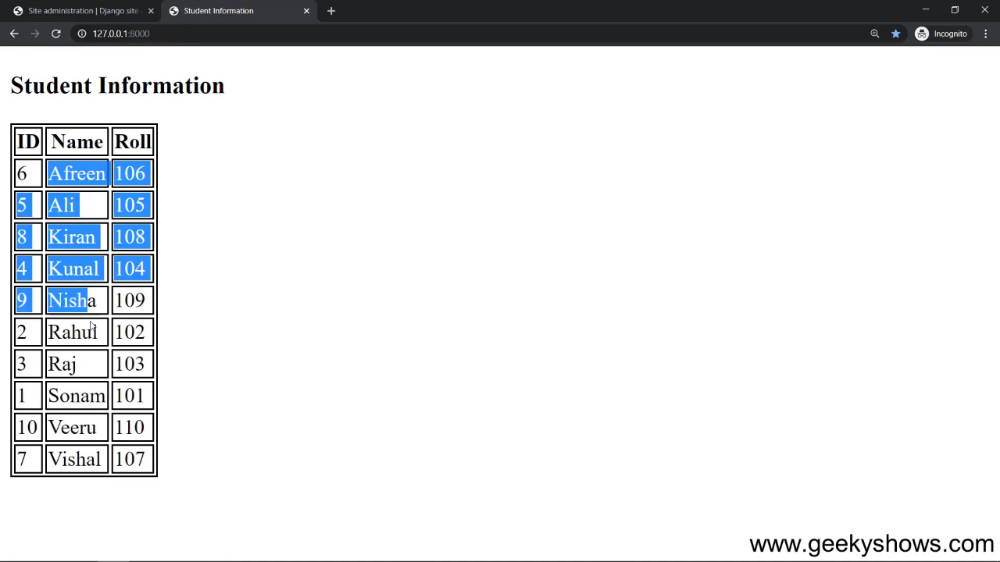 Site administration | Django site
Student Information
127.0.0.1:8000
Incognito
Student Information
ID Name Roll
6 Afreen 106
5 Ali 105
8 Kiran 108
4 Kunal 104
9 Nisha 109
2 Rahul 102
3 Raj 103
1 Sonam 101
10 Veeru 110
7 Vishal 107
www.geekyshows.com